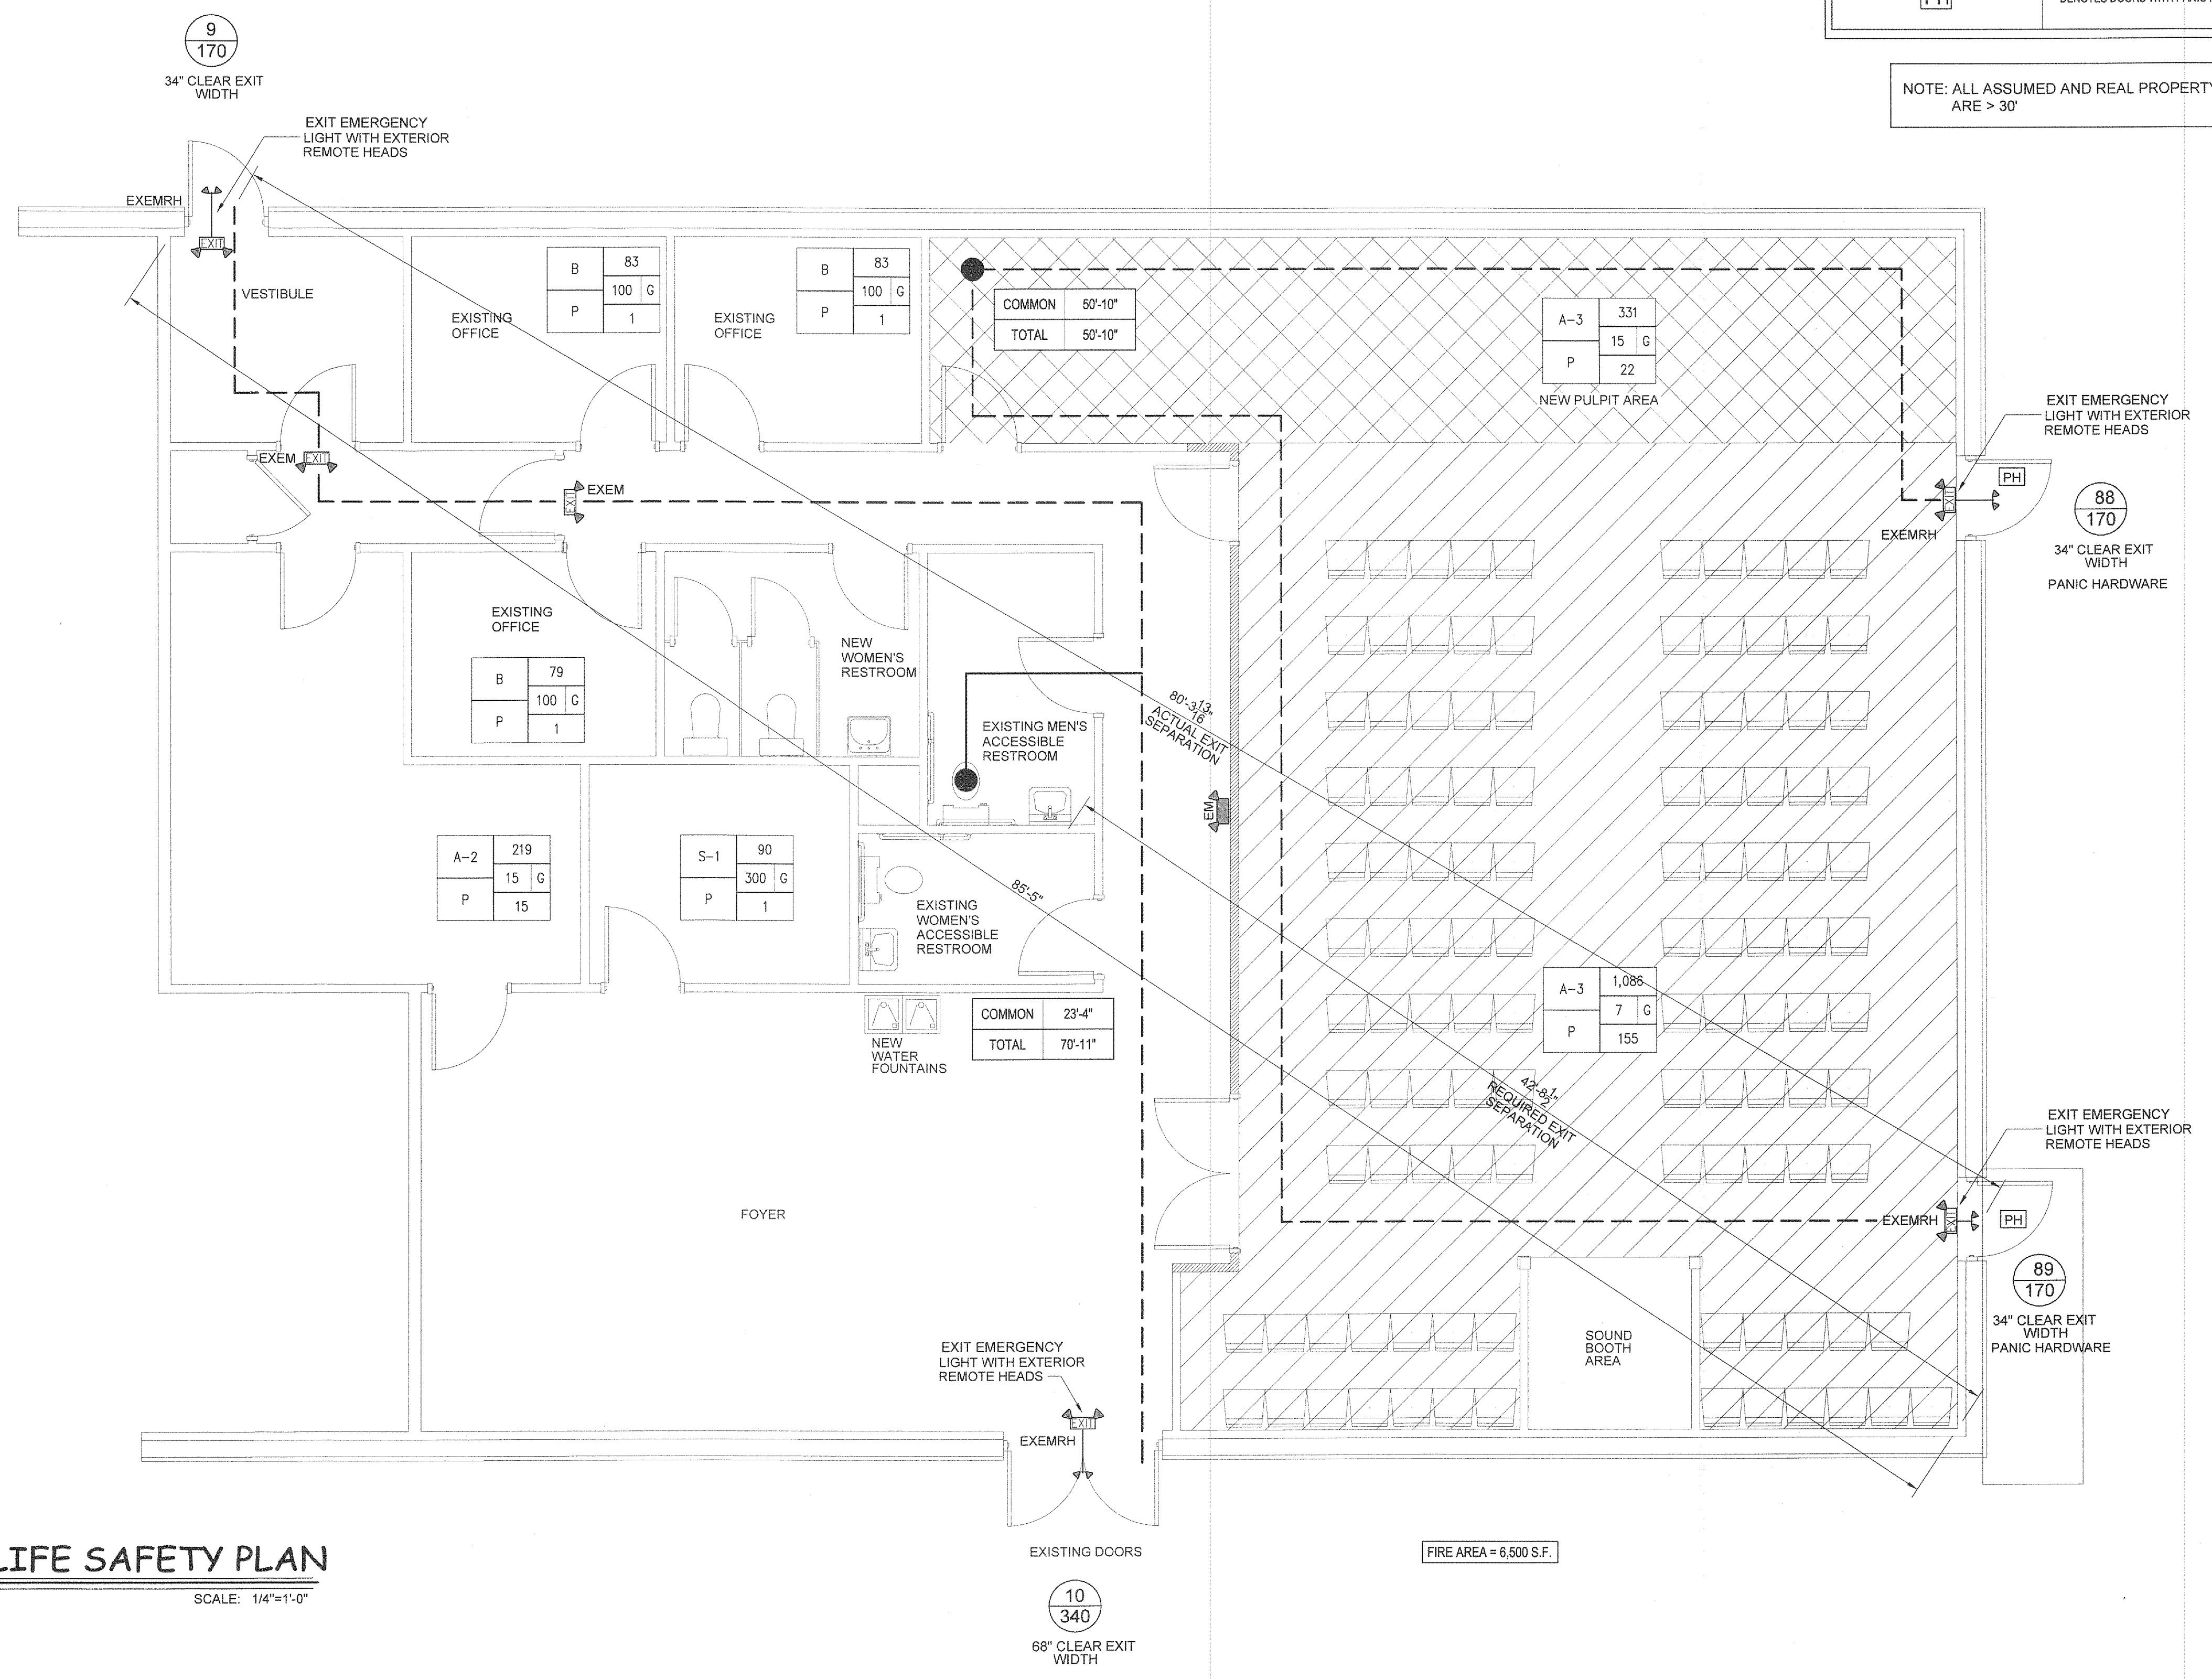 9
170
34" CLEAR EXIT
WIDTH
EXIT EMERGENCY
LIGHT WITH EXTERIOR
REMOTE HEADS
PH
NOTE: ALL ASSUMED AND REAL PROPERTY
ARE > 30'
EXEMRH
EXIT
VESTIBULE
EXISTING
OFFICE
B
83
100 G
P
1
EXISTING
OFFICE
B
83
100 G
P
1
COMMON 50'-10"
TOTAL 50'-10"
A-3
331
15 G
P
22
NEW PULPIT AREA
EXIT EMERGENCY
LIGHT WITH EXTERIOR
REMOTE HEADS
EXEM EXIT
EXIT EXEM
EXIT
PH
EXEMRH
88
170
34" CLEAR EXIT
WIDTH
PANIC HARDWARE
EXISTING
OFFICE
B
79
100 G
P
1
NEW
WOMEN'S
RESTROOM
EXISTING MEN'S
ACCESSIBLE
RESTROOM
80'-3 13/16"
ACTUAL EXIT
SEPARATION
EM
A-2
219
15 G
P
15
S-1
90
300 G
P
1
85'-5"
EXISTING
WOMEN'S
ACCESSIBLE
RESTROOM
NEW
WATER
FOUNTAINS
COMMON 23'-4"
TOTAL 70'-11"
A-3
1,086
7 G
P
155
42'-8 1/2"
REQUIRED EXIT
SEPARATION
EXIT EMERGENCY
LIGHT WITH EXTERIOR
REMOTE HEADS
FOYER
EXEMRH EXIT
PH
89
170
34" CLEAR EXIT
WIDTH
PANIC HARDWARE
SOUND
BOOTH
AREA
EXIT EMERGENCY
LIGHT WITH EXTERIOR
REMOTE HEADS
EXIT
EXEMRH
EXISTING DOORS
10
340
68" CLEAR EXIT
WIDTH
FIRE AREA = 6,500 S.F.
LIFE SAFETY PLAN
SCALE: 1/4"=1'-0"